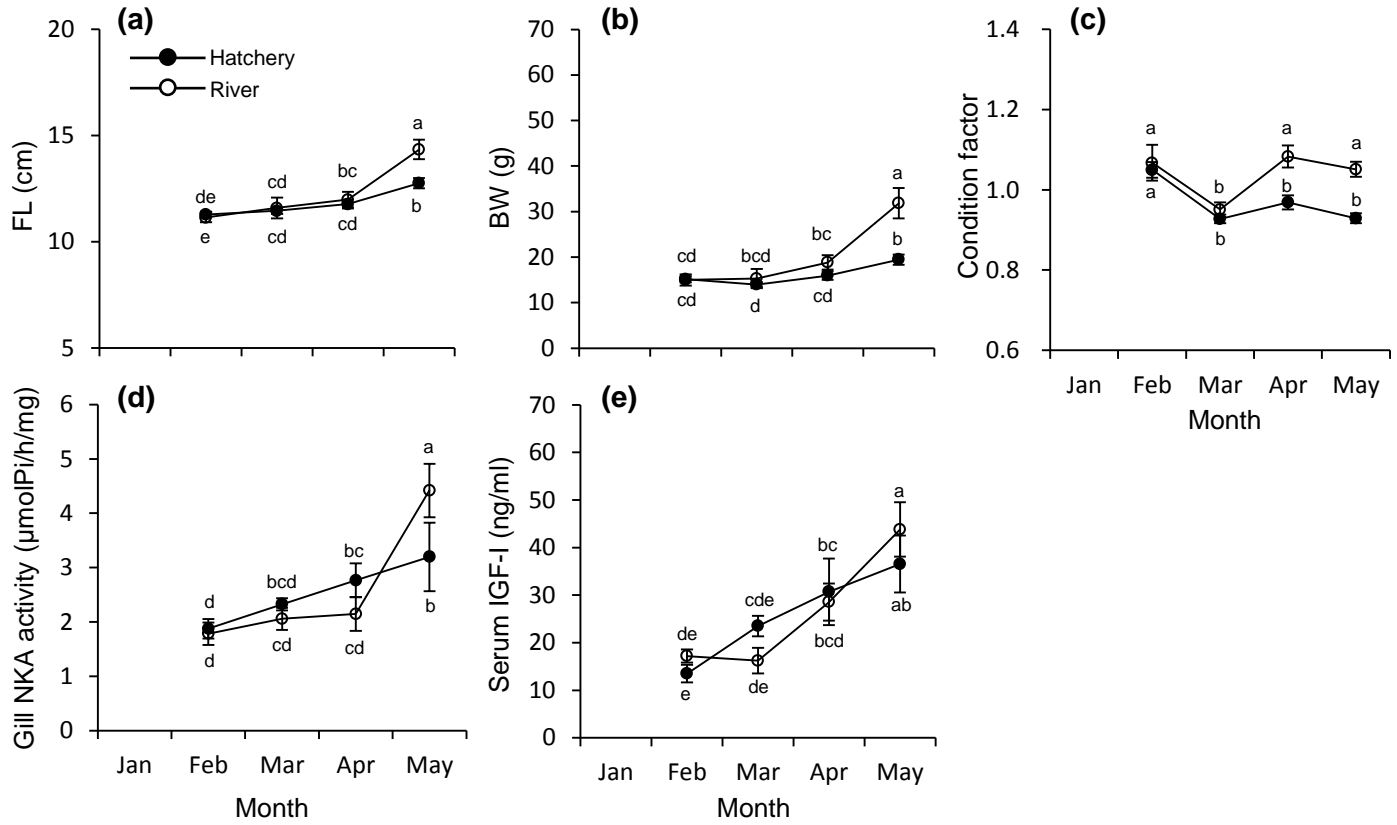 (a)
20
15
10
5
FL (cm)
Hatchery
River
de
cd
bc
a
e
cd
cd
b
(b)
70
60
50
40
30
20
10
0
BW (g)
cd
bcd
bc
a
cd
d
cd
b
(c)
1.4
1.2
1.0
0.8
0.6
Condition factor
a
b
a
a
a
b
b
b
Jan Feb Mar Apr May
Month
(d)
6
5
4
3
2
1
0
Gill NKA activity (µmolPi/h/mg)
d
bcd
bc
a
d
cd
cd
b
Jan Feb Mar Apr May
Month
(e)
70
60
50
40
30
20
10
0
Serum IGF-I (ng/ml)
de
cde
bc
a
e
de
bcd
ab
Jan Feb Mar Apr May
Month